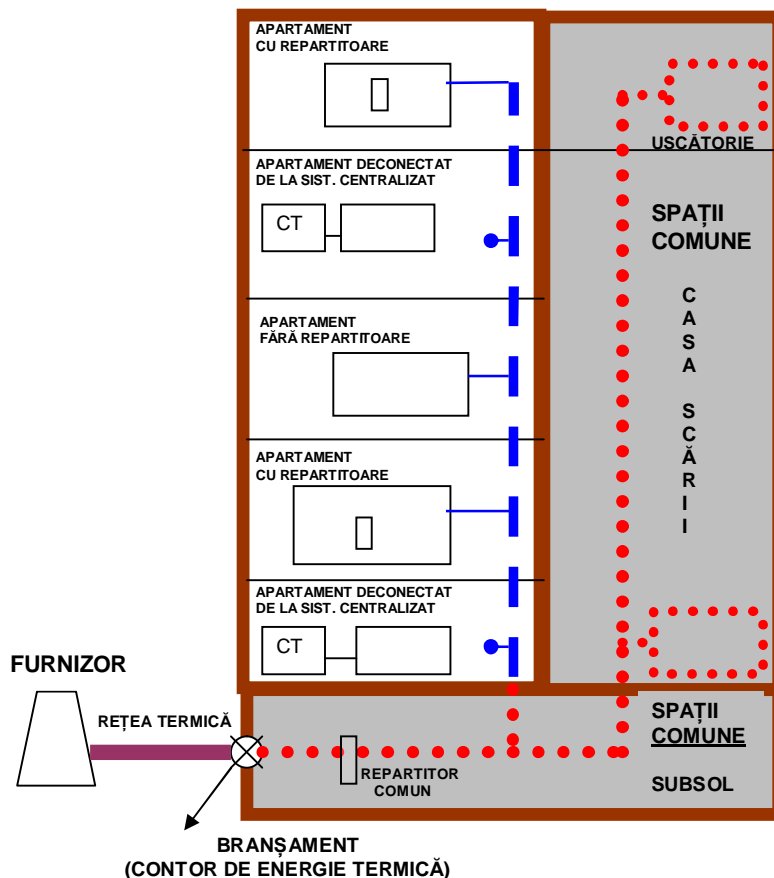 APARTAMENT
CU REPARTITOARE
USCĂTORIE
APARTAMENT DECONECTAT
DE LA SIST. CENTRALIZAT
CT
SPAȚII
COMUNE
C
A
S
A
S
C
Ă
R
I
I
APARTAMENT
FĂRĂ REPARTITOARE
APARTAMENT
CU REPARTITOARE
APARTAMENT DECONECTAT
DE LA SIST. CENTRALIZAT
CT
FURNIZOR
REȚEA TERMICĂ
REPARTITOR
COMUN
SPAȚII
COMUNE
SUBSOL
BRANȘAMENT
(CONTOR DE ENERGIE TERMICĂ)